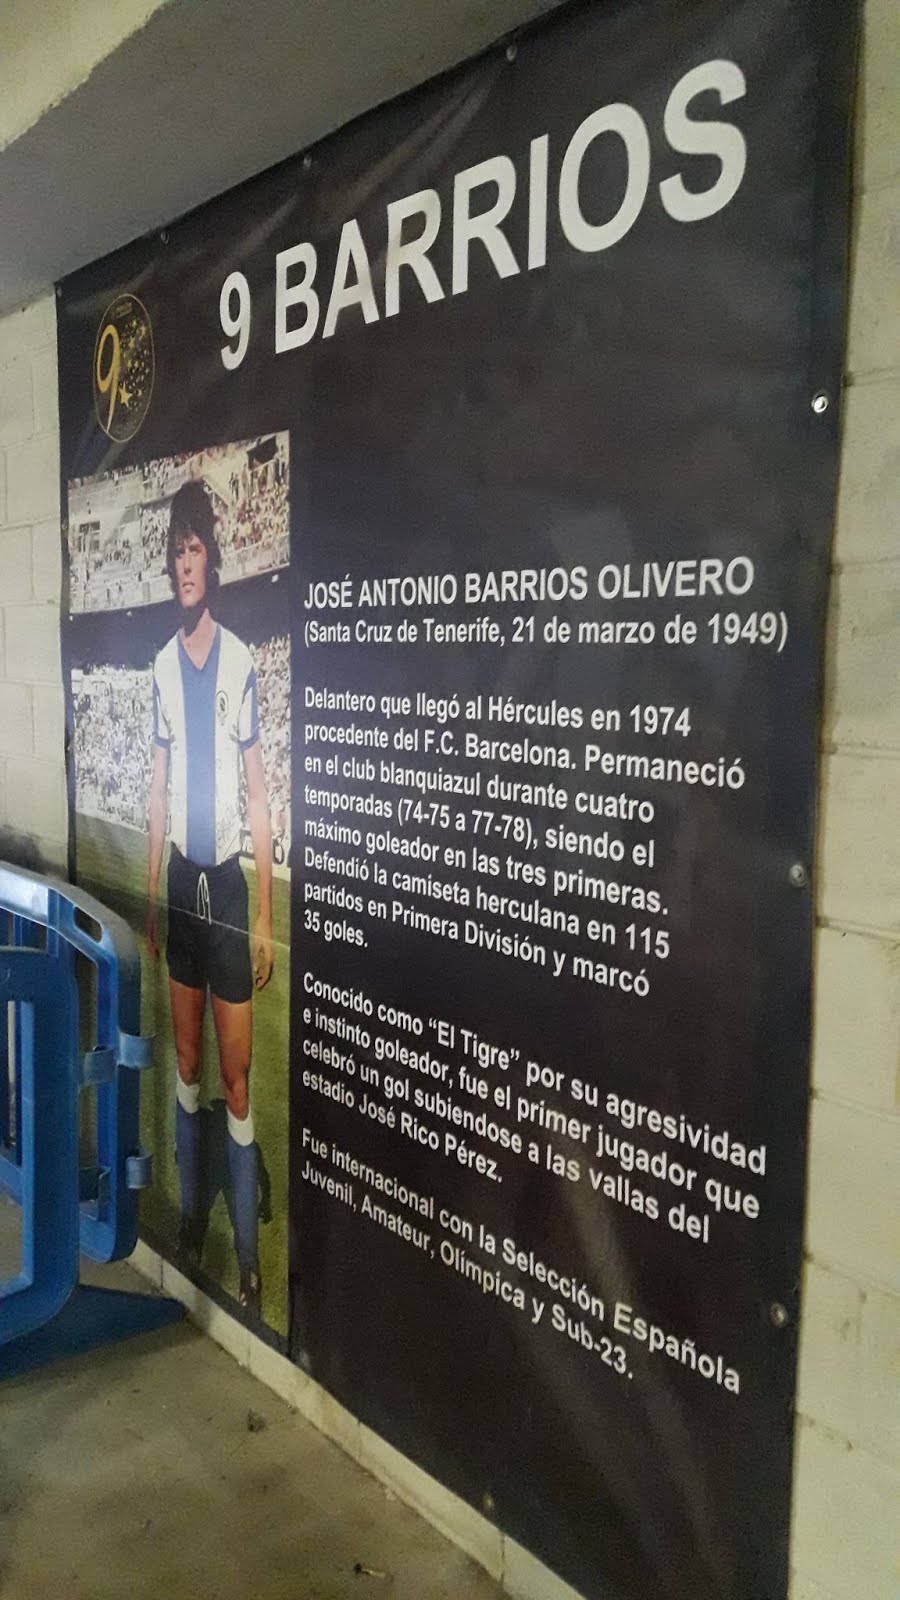 9 BARRIOS
9
JOSÉ ANTONIO BARRIOS OLIVERO
(Santa Cruz de Tenerife, 21 de marzo de 1949)
Delantero que llegó al Hércules en 1974
procedente del F.C. Barcelona. Permaneció
en el club blanquiazul durante cuatro
temporadas (74-75 a 77-78), siendo el
máximo goleador en las tres primeras.
Defendió la camiseta herculana en 115
partidos en Primera División y marcó
35 goles.
Conocido como “El Tigre” por su agresividad
e instinto goleador, fue el primer jugador que
celebró un gol subiendose a las vallas del
estadio José Rico Pérez.
Fue internacional con la Selección Española
Juvenil, Amateur, Olímpica y Sub-23.